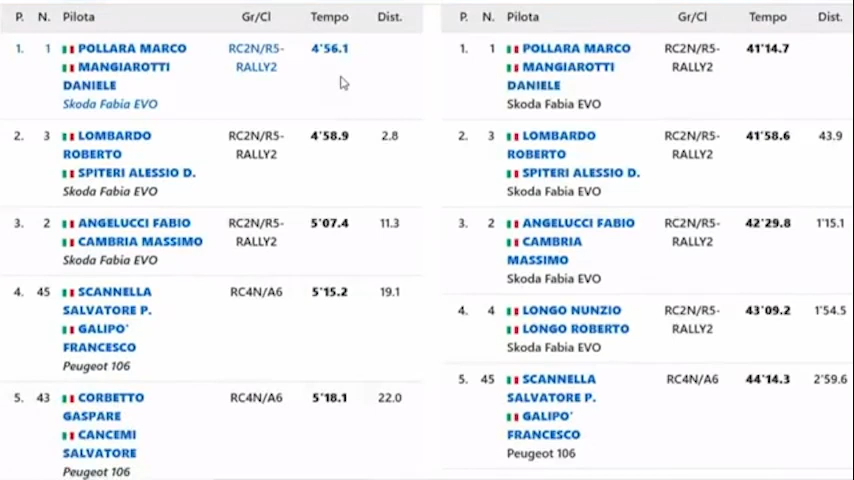 P. N. Pilota Gr/Cl Tempo Dist.
1. 1 POLLARA MARCO RC2N/R5- 4'56.1
MANGIAROTTI RALLY2
DANIELE
Skoda Fabia EVO
2. 3 LOMBARDO RC2N/R5- 4'58.9 2.8
ROBERTO RALLY2
SPITERI ALESSIO D.
Skoda Fabia EVO
3. 2 ANGELUCCI FABIO RC2N/R5- 5'07.4 11.3
CAMBRIA MASSIMO RALLY2
Skoda Fabia EVO
4. 45 SCANNELLA RC4N/A6 5'15.2 19.1
SALVATORE P.
GALIPO'
FRANCESCO
Peugeot 106
5. 43 CORBETTO RC4N/A6 5'18.1 22.0
GASPARE
CANCEMI
SALVATORE
Peugeot 106
P. N. Pilota Gr/Cl Tempo Dist.
1. 1 POLLARA MARCO RC2N/R5- 41'14.7
MANGIAROTTI RALLY2
DANIELE
Skoda Fabia EVO
2. 3 LOMBARDO RC2N/R5- 41'58.6 43.9
ROBERTO RALLY2
SPITERI ALESSIO D.
Skoda Fabia EVO
3. 2 ANGELUCCI FABIO RC2N/R5- 42'29.8 1'15.1
CAMBRIA RALLY2
MASSIMO
Skoda Fabia EVO
4. 4 LONGO NUNZIO RC2N/R5- 43'09.2 1'54.5
LONGO ROBERTO RALLY2
Skoda Fabia EVO
5. 45 SCANNELLA RC4N/A6 44'14.3 2'59.6
SALVATORE P.
GALIPO'
FRANCESCO
Peugeot 106